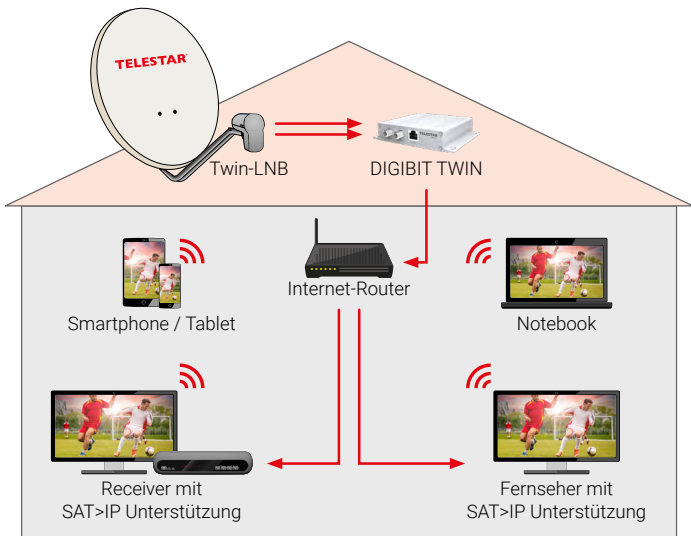 TELESTAR
TELESTAR
Twin-LNB
DIGIBIT TWIN
Internet-Router
Smartphone / Tablet
Notebook
Receiver mit
SAT>IP Unterstützung
Fernseher mit
SAT>IP Unterstützung